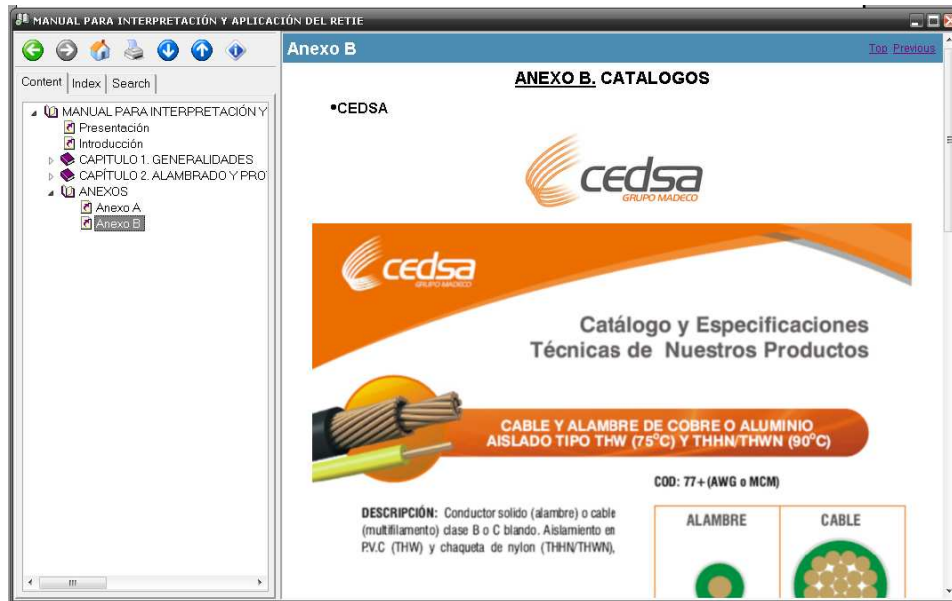 MANUAL PARA INTERPRETACIÓN Y APLICACIÓN DEL RETIE
Content
Index
Search
MANUAL PARA INTERPRETACIÓN Y
Presentación
Introducción
CAPITULO 1. GENERALIDADES
CAPÍTULO 2. ALAMBRADO Y PRO
ANEXOS
Anexo A
Anexo B
Anexo B
Top Previous
ANEXO B. CATALOGOS
•CEDSA
cedsa
GRUPO MADECO
cedsa
GRUPO MADECO
Catálogo y Especificaciones
Técnicas de Nuestros Productos
CABLE Y ALAMBRE DE COBRE O ALUMINIO
AISLADO TIPO THW (75°C) Y THHN/THWN (90°C)
COD: 77+(AWG o MCM)
DESCRIPCIÓN: Conductor solido (alambre) o cable
(multifilamento) clase B o C blando. Aislamiento en
P.V.C (THW) y chaqueta de nylon (THHN/THWN),
ALAMBRE
CABLE